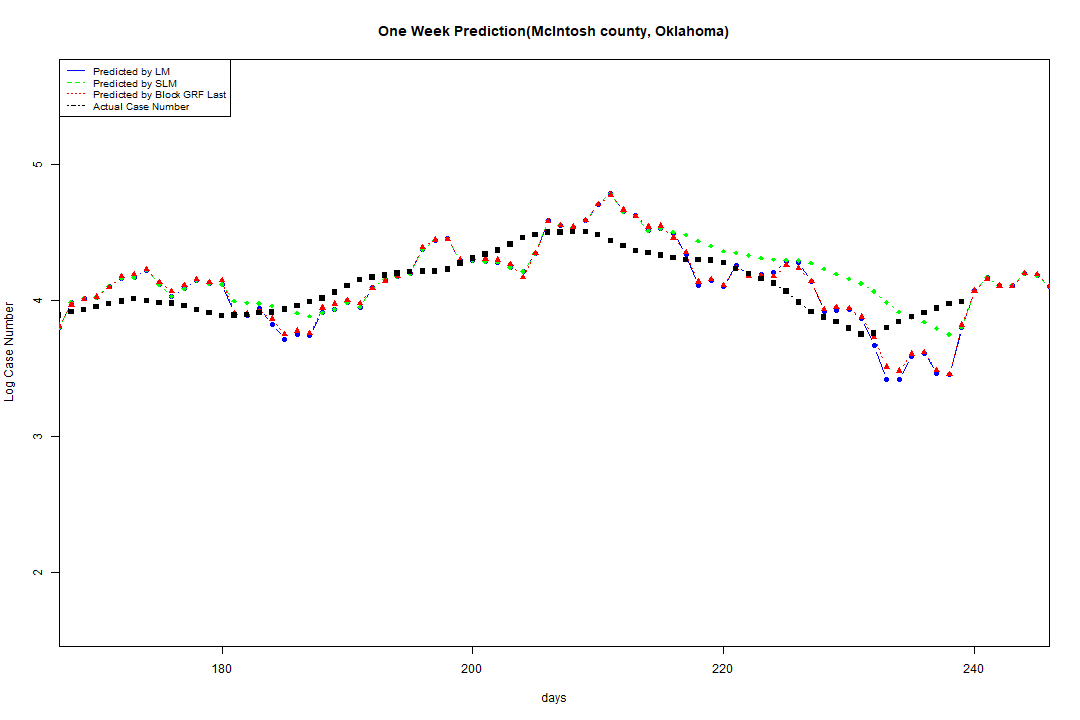 One Week Prediction(McIntosh county, Oklahoma)
Predicted by LM
Predicted by SLM
Predicted by Block GRF Last
Actual Case Number
Log Case Number
5
4
3
2
180
200
220
240
days